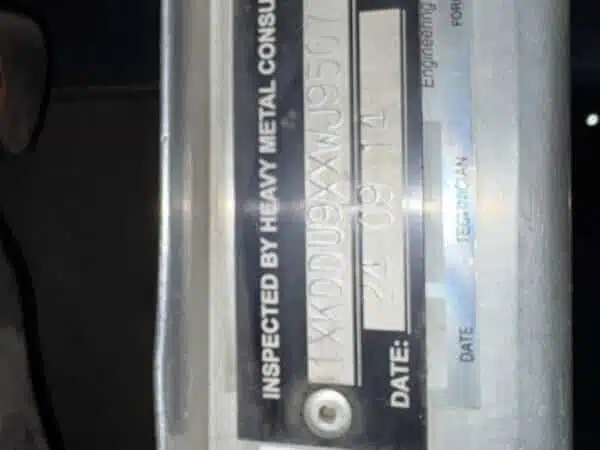 INSPECTED BY HEAVY METAL CONSU
1XKDDU9XXWJ9507
DATE: 24 09 14
Engineering
DATE TECHNICIAN